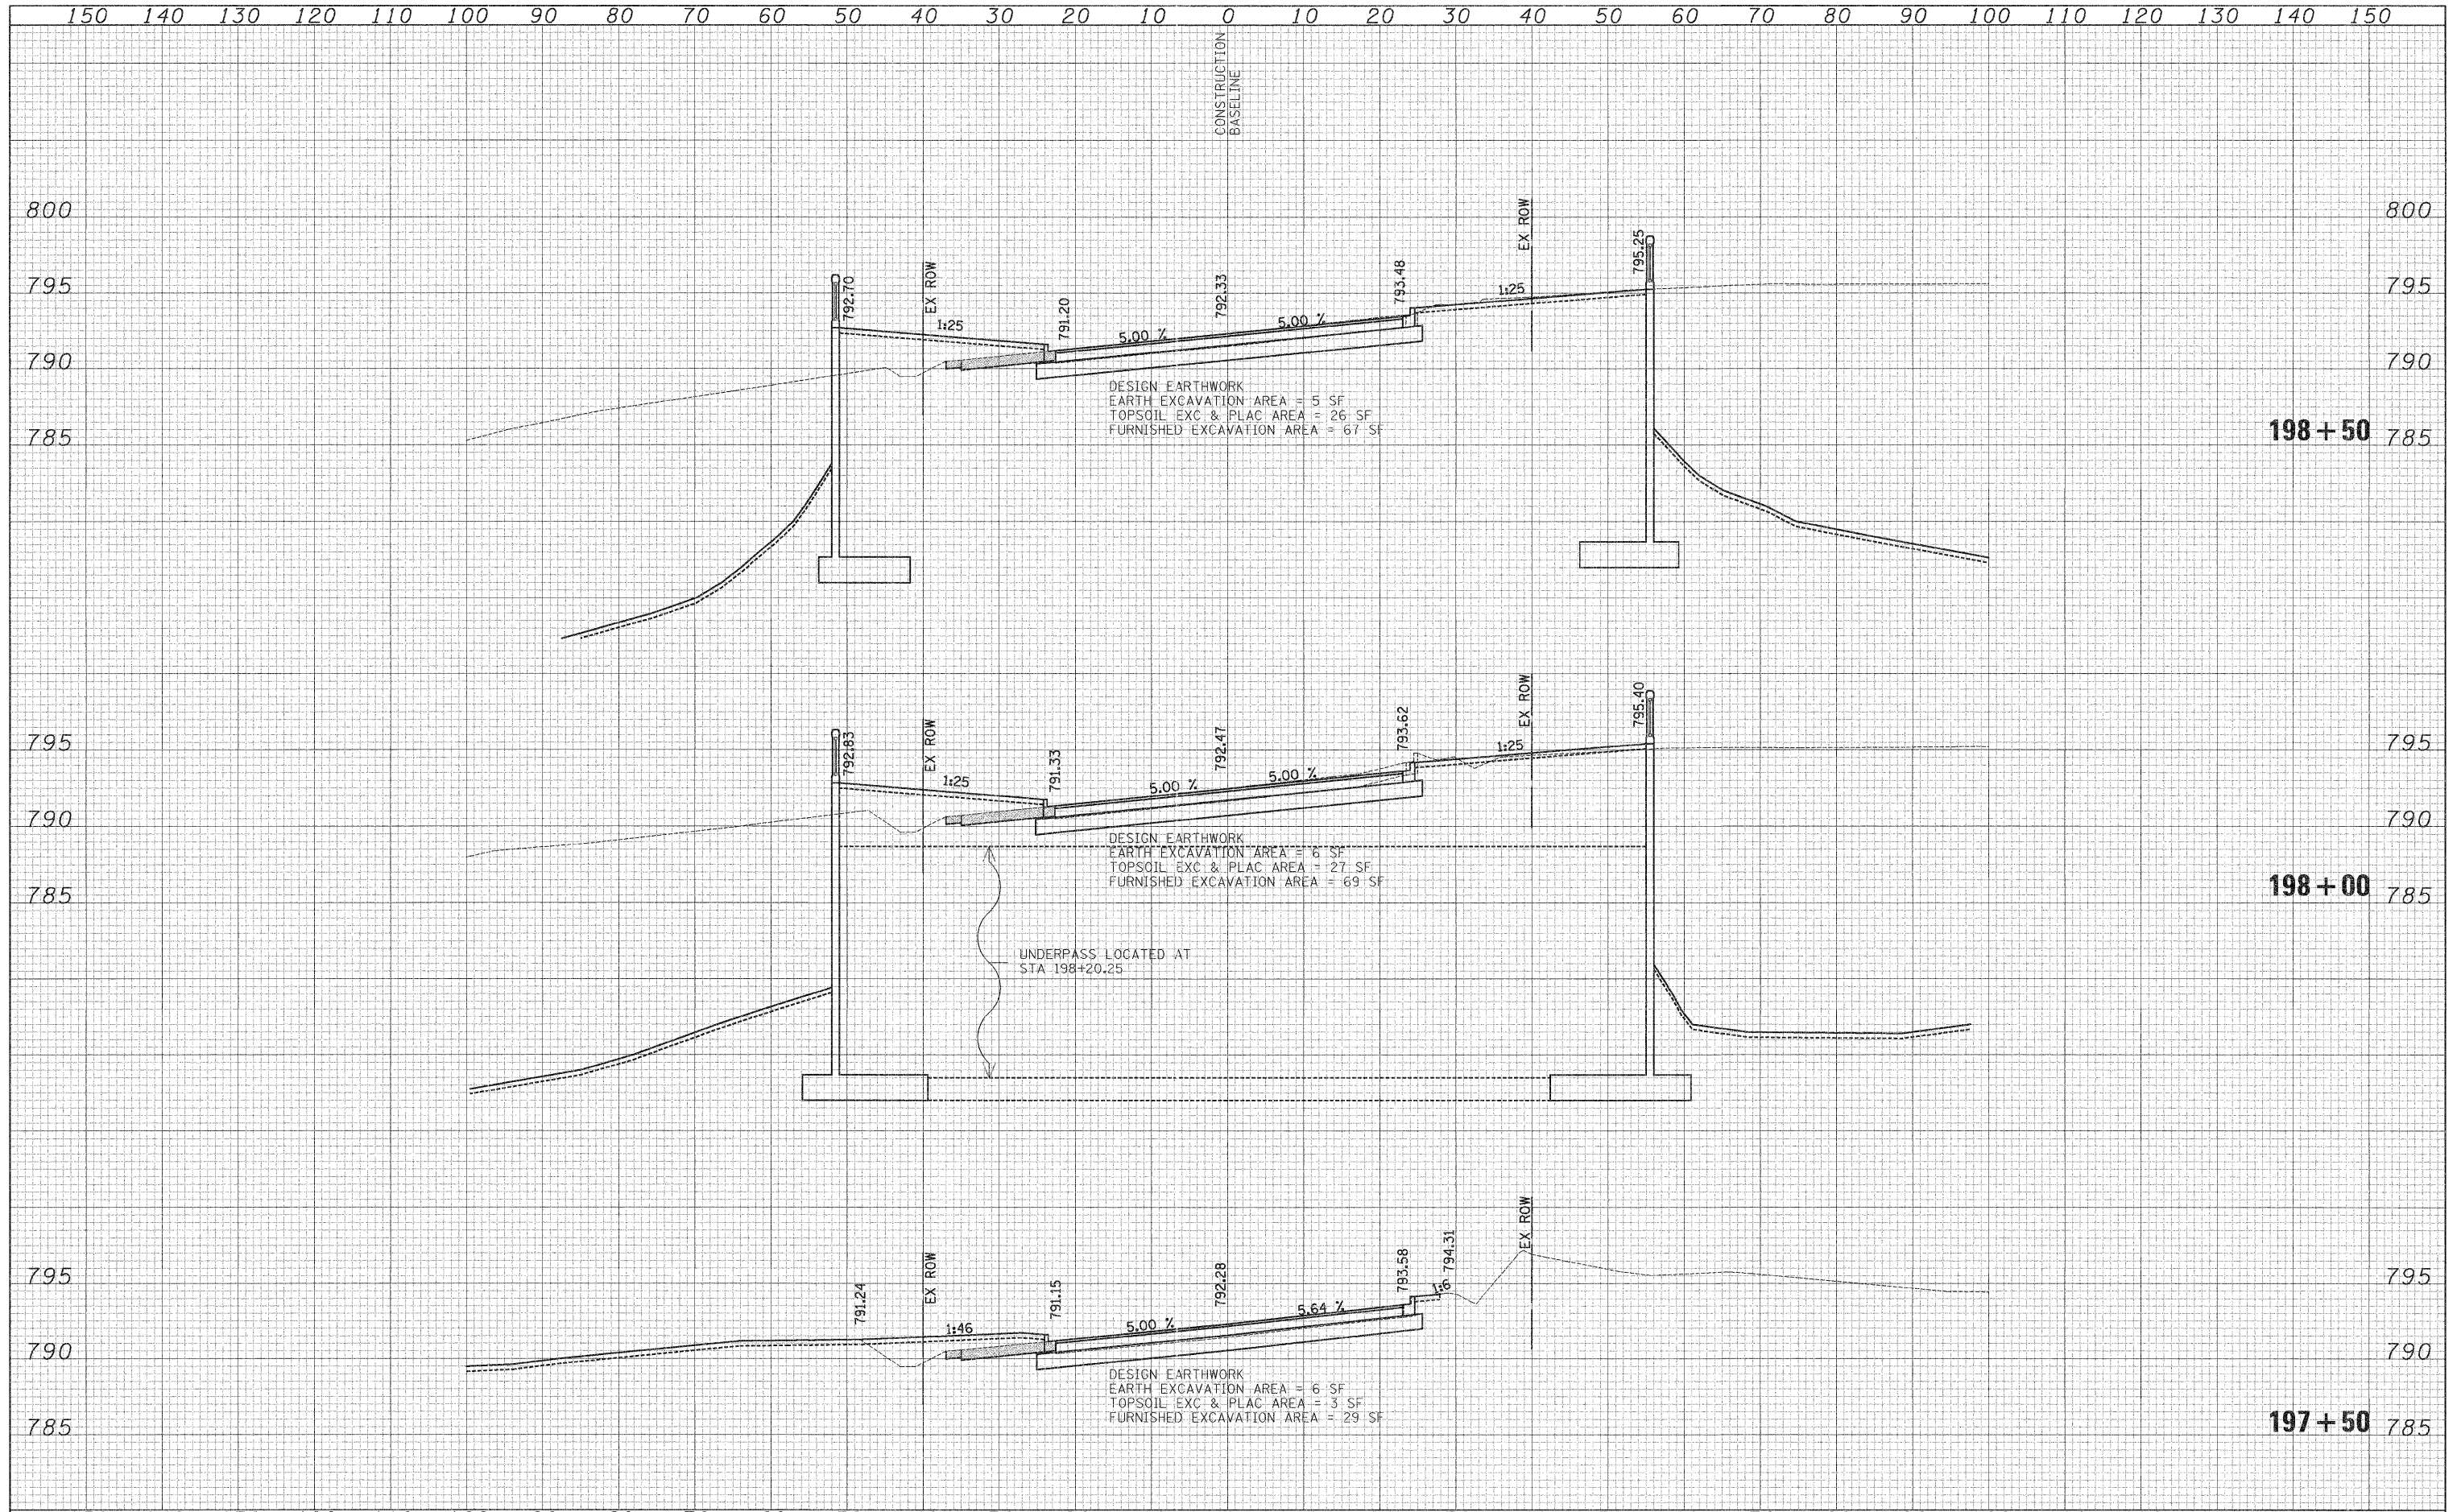 150 140 130 120 110 100 90 80 70 60 50 40 30 20 10 0 10 20 30 40 50 60 70 80 90 100 110 120 130 140 150
CONSTRUCTION
BASELINE
800 800
795 795
790 790
785 785
198+50
792.70
EX ROW
1:25
791.20
5.00 %
792.33
5.00 %
793.48
1:25
EX ROW
795.25
DESIGN EARTHWORK
EARTH EXCAVATION AREA = 5 SF
TOPSOIL EXC & PLAC AREA = 26 SF
FURNISHED EXCAVATION AREA = 67 SF
795 795
790 790
785 785
198+00
792.83
EX ROW
1:25
791.33
5.00 %
792.47
5.00 %
793.62
1:25
EX ROW
795.40
DESIGN EARTHWORK
EARTH EXCAVATION AREA = 6 SF
TOPSOIL EXC & PLAC AREA = 27 SF
FURNISHED EXCAVATION AREA = 69 SF
UNDERPASS LOCATED AT
STA 198+20.25
795 795
790 790
785 785
197+50
791.24
EX ROW
1:46
791.15
5.00 %
792.28
5.64 %
793.58
794.31
1:6
EX ROW
DESIGN EARTHWORK
EARTH EXCAVATION AREA = 6 SF
TOPSOIL EXC & PLAC AREA = 3 SF
FURNISHED EXCAVATION AREA = 29 SF